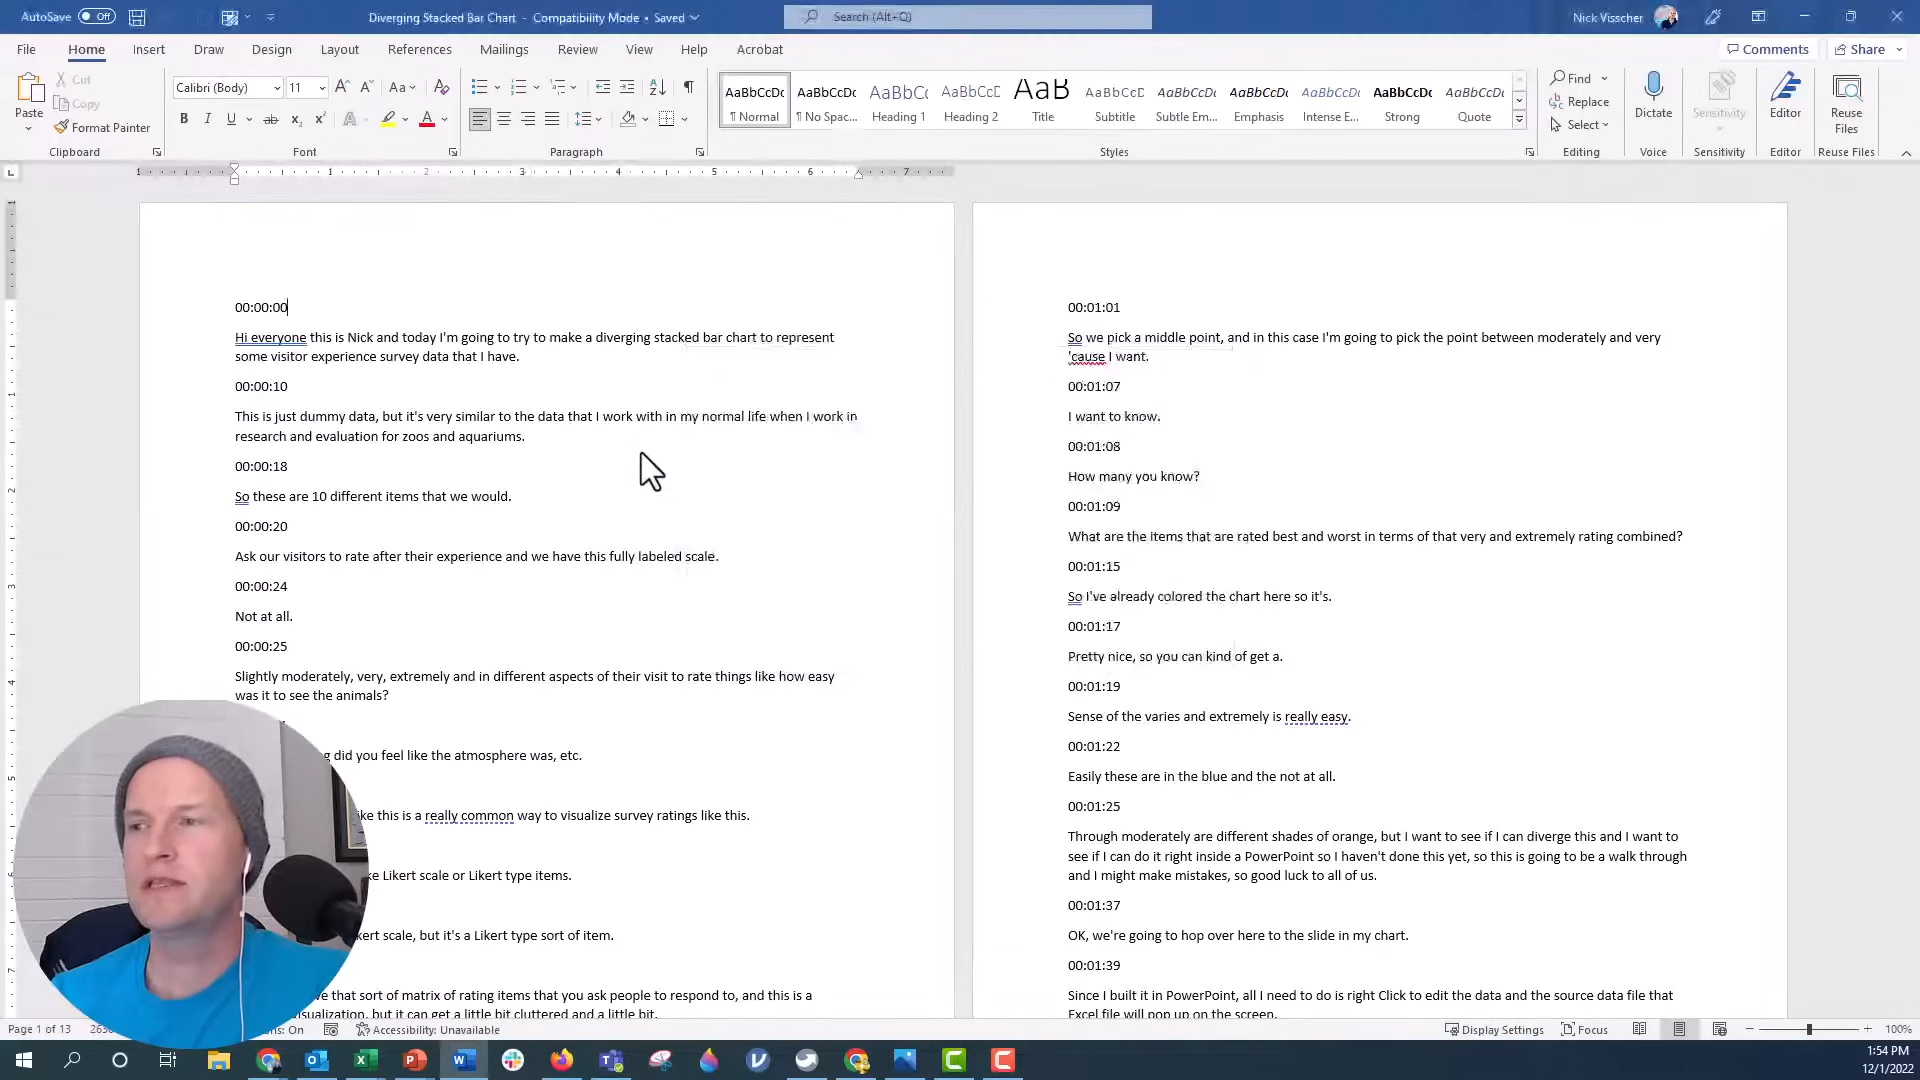 AutoSave Off
Diverging Stacked Bar Chart - Compatibility Mode • Saved
Search (Alt+Q)
Nick Visscher
File Home Insert Draw Design Layout References Mailings Review View Help Acrobat
Comments Share
Paste
Cut
Copy
Format Painter
Clipboard
Calibri (Body) 11
Font
Paragraph
AaBbCcDc AaBbCcDc AaBbCc AaBbCcD AaB AaBbCcD AaBbCcDc AaBbCcDc AaBbCcDc AaBbCcDc AaBbCcDc
¶ Normal ¶ No Spac... Heading 1 Heading 2 Title Subtitle Subtle Em... Emphasis Intense E... Strong Quote
Styles
Find
Replace
Select
Editing
Dictate
Voice
Sensitivity
Sensitivity
Editor
Editor
Reuse
Files
Reuse Files
00:00:00
Hi everyone this is Nick and today I'm going to try to make a diverging stacked bar chart to represent
some visitor experience survey data that I have.
00:00:10
This is just dummy data, but it's very similar to the data that I work with in my normal life when I work in
research and evaluation for zoos and aquariums.
00:00:18
So these are 10 different items that we would.
00:00:20
Ask our visitors to rate after their experience and we have this fully labeled scale.
00:00:24
Not at all.
00:00:25
Slightly moderately, very, extremely and in different aspects of their visit to rate things like how easy
was it to see the animals?
did you feel like the atmosphere was, etc.
this is a really common way to visualize survey ratings like this.
Likert scale or Likert type items.
scale, but it's a Likert type sort of item.
that sort of matrix of rating items that you ask people to respond to, and this is a
but it can get a little bit cluttered and a little bit.
00:01:01
So we pick a middle point, and in this case I'm going to pick the point between moderately and very
'cause I want.
00:01:07
I want to know.
00:01:08
How many you know?
00:01:09
What are the items that are rated best and worst in terms of that very and extremely rating combined?
00:01:15
So I've already colored the chart here so it's.
00:01:17
Pretty nice, so you can kind of get a.
00:01:19
Sense of the varies and extremely is really easy.
00:01:22
Easily these are in the blue and the not at all.
00:01:25
Through moderately are different shades of orange, but I want to see if I can diverge this and I want to
see if I can do it right inside a PowerPoint so I haven't done this yet, so this is going to be a walk through
and I might make mistakes, so good luck to all of us.
00:01:37
OK, we're going to hop over here to the slide in my chart.
00:01:39
Since I built it in PowerPoint, all I need to do is right Click to edit the data and the source data file that
Excel file will pop up on the screen.
Page 1 of 13
On
Accessibility: Unavailable
Display Settings
Focus
100%
1:54 PM
12/1/2022